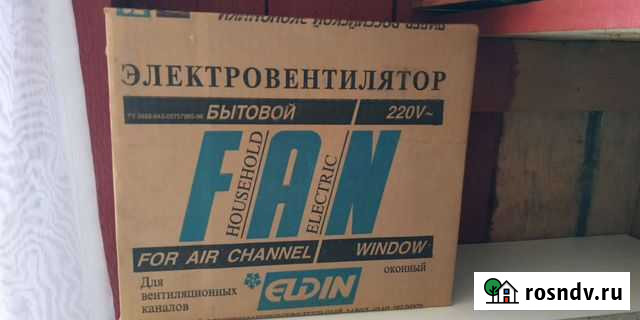 ЭЛЕКТРОВЕНТИЛЯТОР
БЫТОВОЙ 220V~
FAN
HOUSEHOLD
ELECTRIC
FOR AIR CHANNEL WINDOW
Для вентиляционных каналов
ELDIN
оконный
rosndv.ru